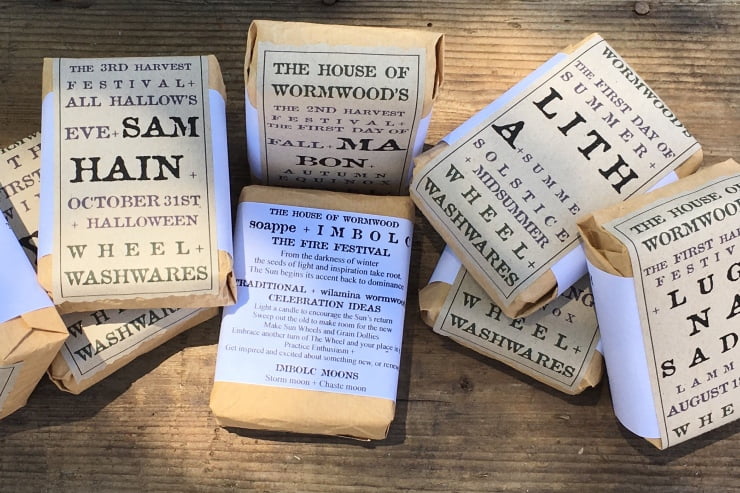 THE 3RD HARVEST
FESTIVAL+
ALL HALLOW'S
EVE+SAM
HAIN+
OCTOBER 31ST
+ HALLOWEEN
WHEEL+
WASHWARES
THE HOUSE OF
WORMWOOD'S
THE 2ND HARVEST
FESTIVAL+
THE FIRST DAY OF
FALL+MA
BON+
AUTUMN
EQUINOX
THE HOUSE OF WORMWOOD
soappe + IMBOLC
THE FIRE FESTIVAL
From the darkness of winter
the seeds of light and inspiration take root.
The Sun begins its accent back to dominance
TRADITIONAL + wilamina wormwood
CELEBRATION IDEAS
Light a candle to encourage the Sun's return
Sweep out the old to make room for the new
Make Sun Wheels and Grain Dollies
Embrace another turn of The Wheel and your place in
Practice Enthusiasm +
Get inspired and excited about something new, or renew
IMBOLC MOONS
Storm moon + Chaste moon
WORMWOOD
THE FIRST DAY OF
SUMMER+
LITH
A+SUMME
SOLSTICE
+MIDSUMMER
WHEEL+
WASHWARES
WHEEL+
WASHWARES
THE HOUSE O
WORMWOO
THE FIRST HA
FESTIV
+LUG
NA
SAD
LAMM
AUGUST 1
WHE
WHEEL+
WASHWARES